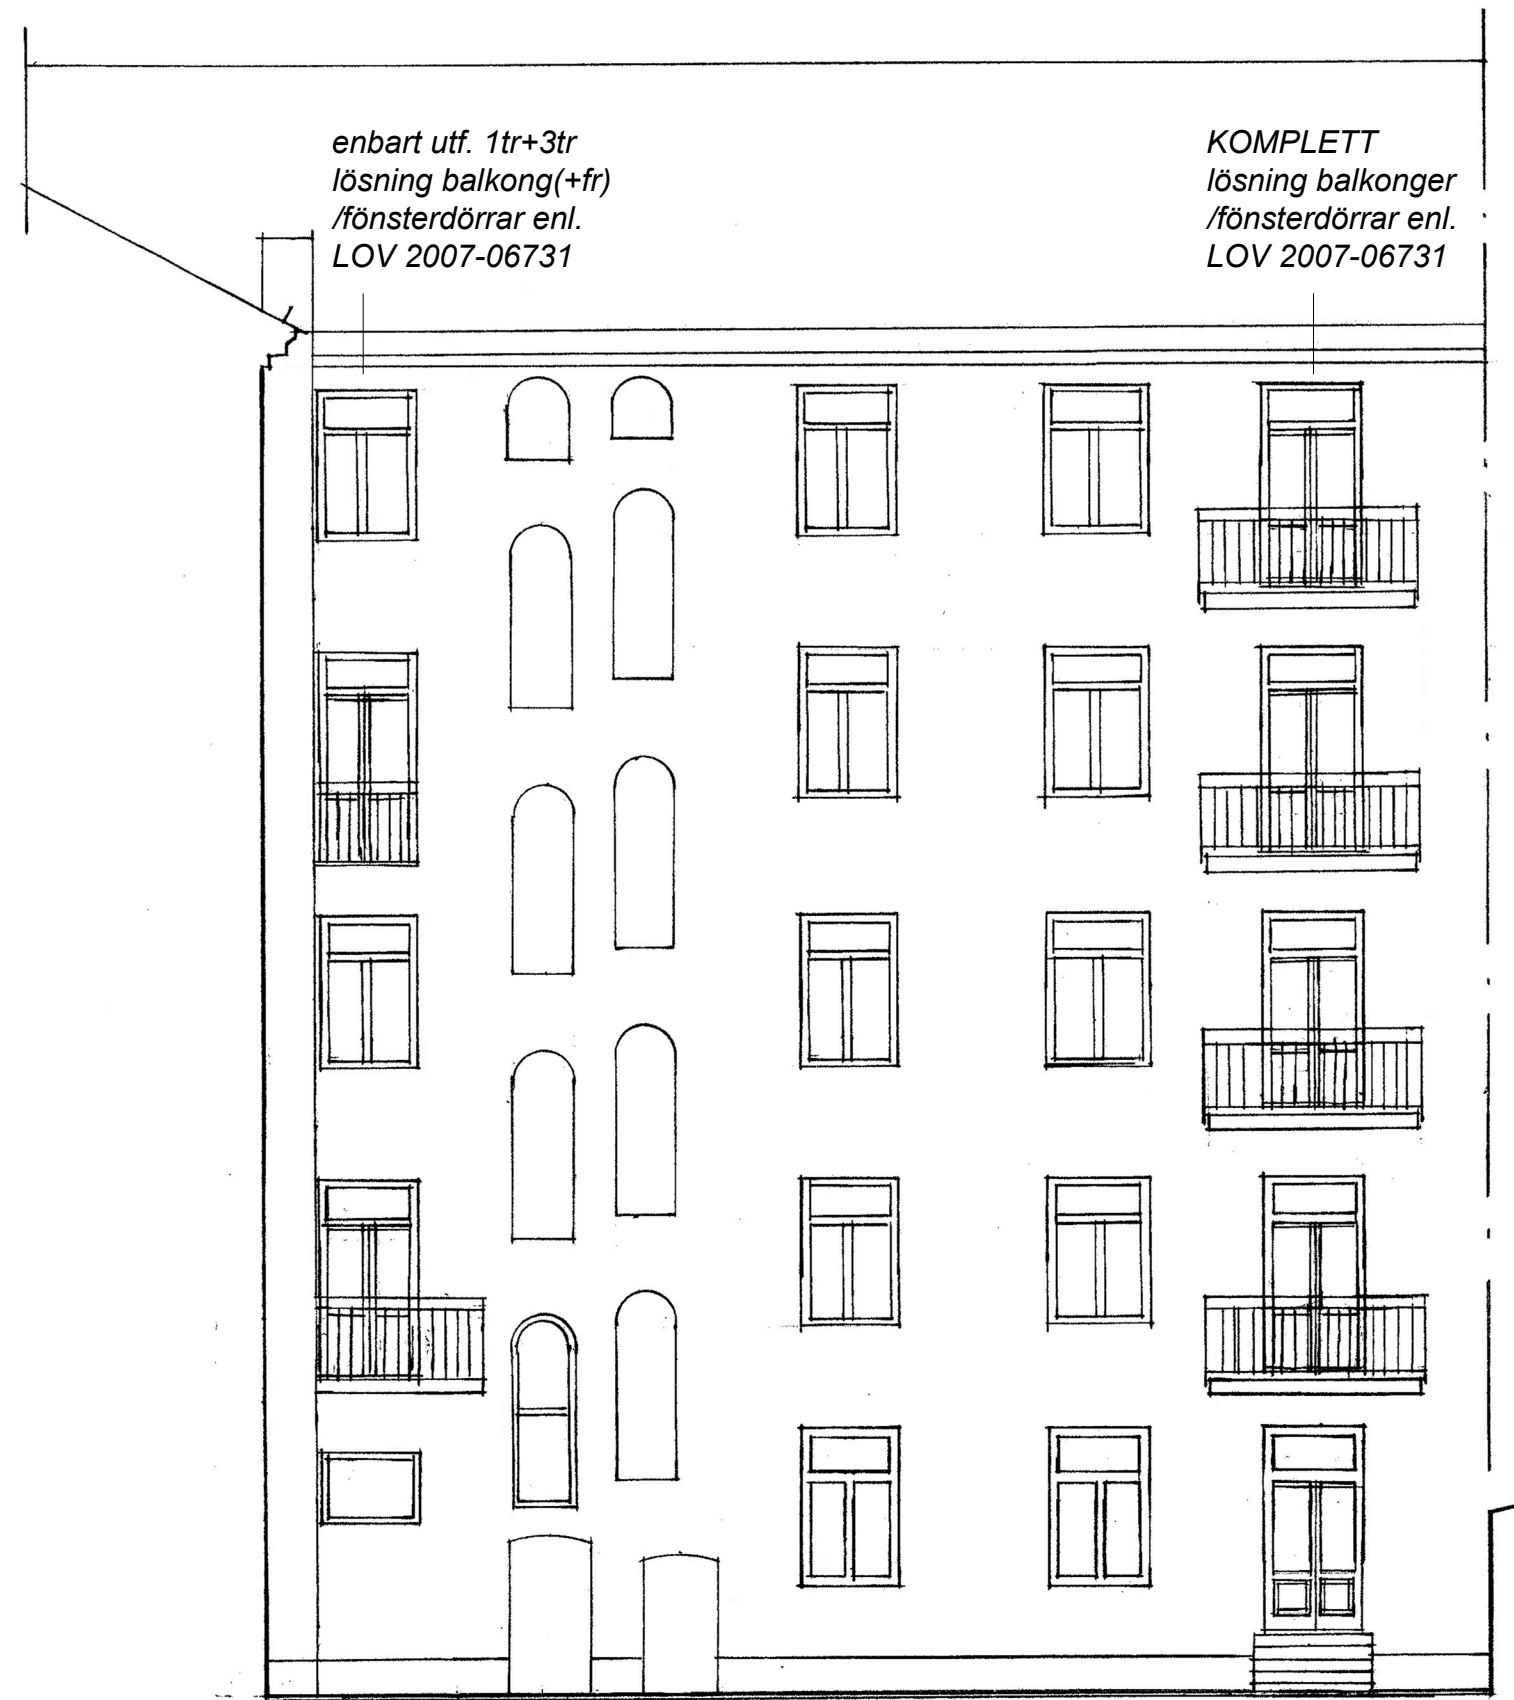 enbart utf. 1tr+3tr
lösning balkong(+fr)
/fönsterdörrar enl.
LOV 2007-06731
KOMPLETT
lösning balkonger
/fönsterdörrar enl.
LOV 2007-06731